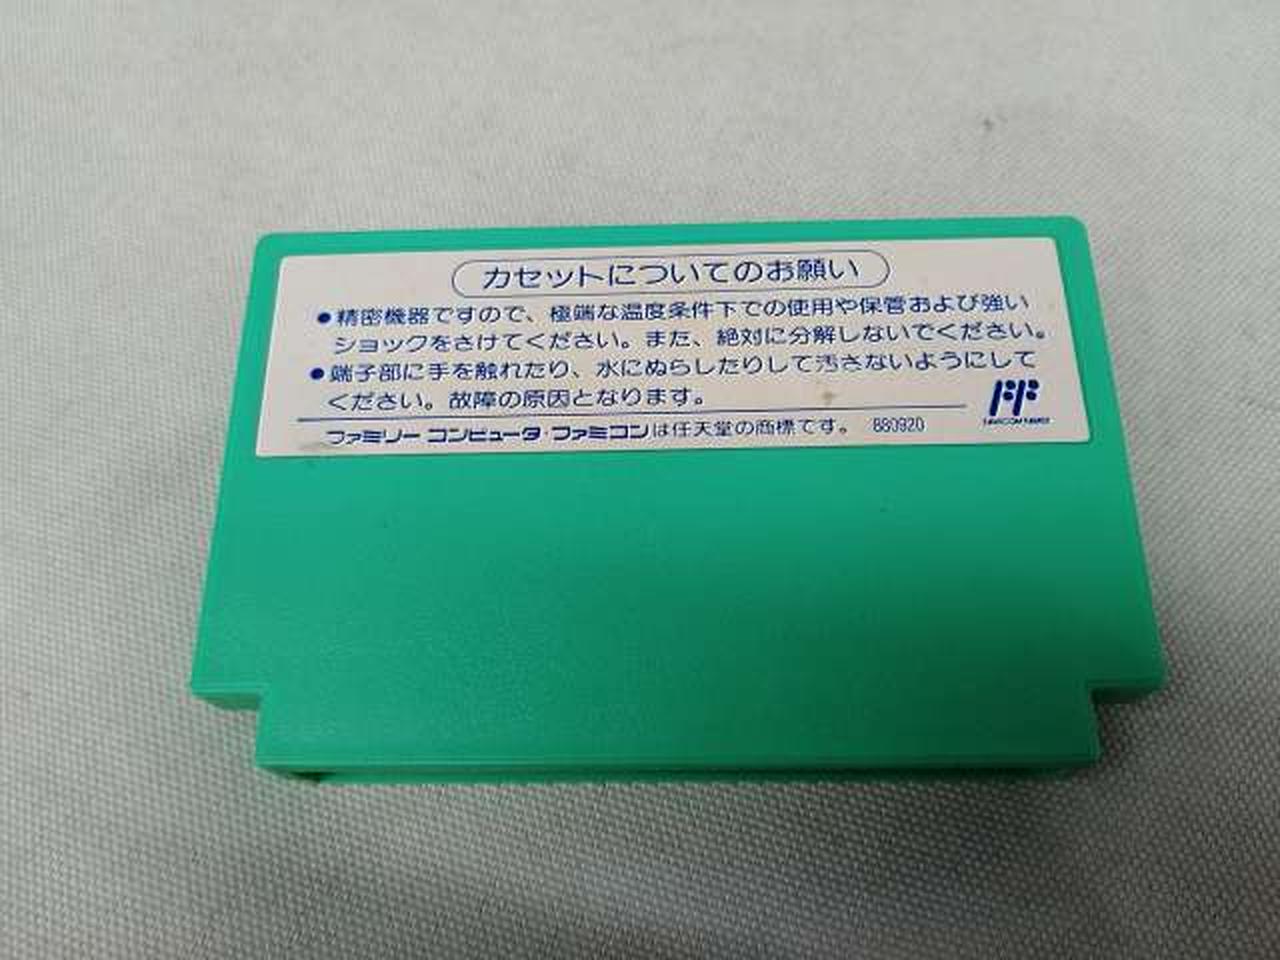 カセットについてのお願い
●精密機器ですので、極端な温度条件下での使用や保管および強い
ショックをさけてください。また、絶対に分解しないでください。
●端子部に手を触れたり、水にぬらしたりして汚さないようにして
ください。故障の原因となります。
FAMICOM FAMILY
ファミリー コンピュータ・ファミコンは任天堂の商標です。 880920